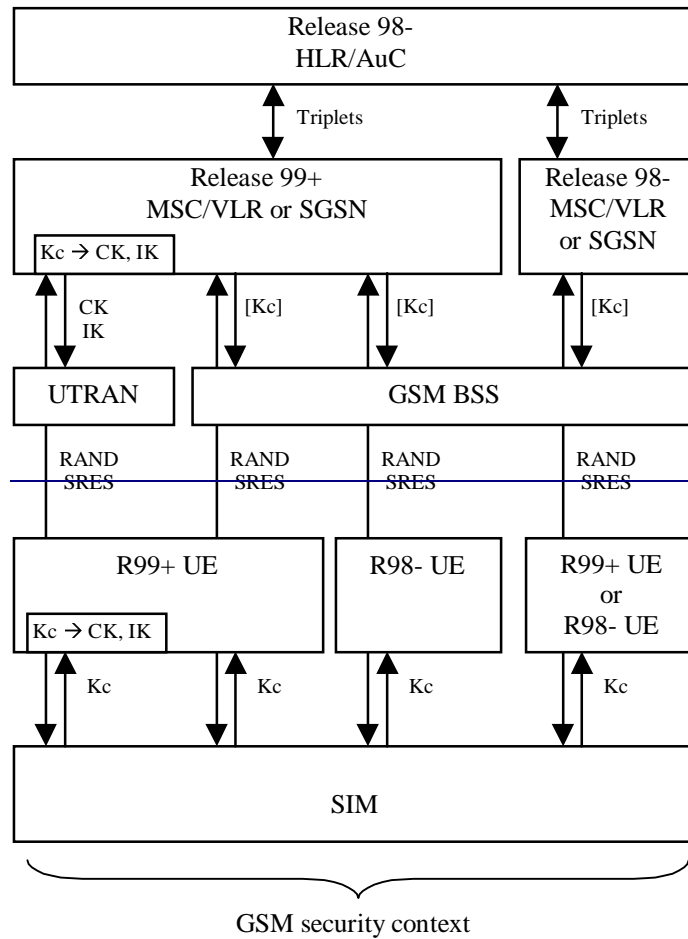 Release 98-
HLR/AuC
Triplets
Triplets
Release 99+
MSC/VLR or SGSN
Release 98-
MSC/VLR
or SGSN
Kc → CK, IK
CK
IK
[Kc]
[Kc]
[Kc]
UTRAN
GSM BSS
RAND
SRES
RAND
SRES
RAND
SRES
RAND
SRES
R99+ UE
R98- UE
R99+ UE
or
R98- UE
Kc → CK, IK
Kc
Kc
Kc
Kc
SIM
GSM security context